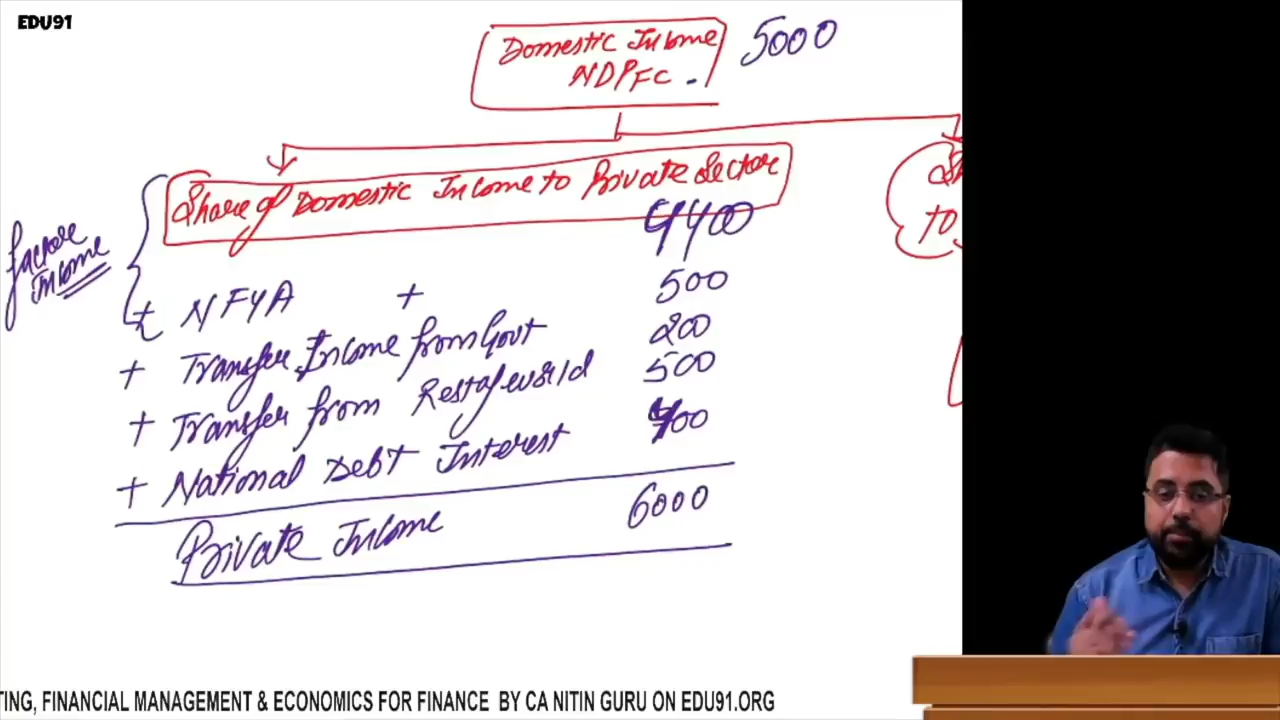 EDU91
Domestic Income 5000
NDPFC
Share of Domestic Income to Private Sector
4400
Factore
Income
to
+ NFYA + 500
+ Transfer Income from Govt 200
+ Transfer from Rest of world 500
+ National Debt Interest 400
Private Income 6000
TING, FINANCIAL MANAGEMENT & ECONOMICS FOR FINANCE BY CA NITIN GURU ON EDU91.ORG